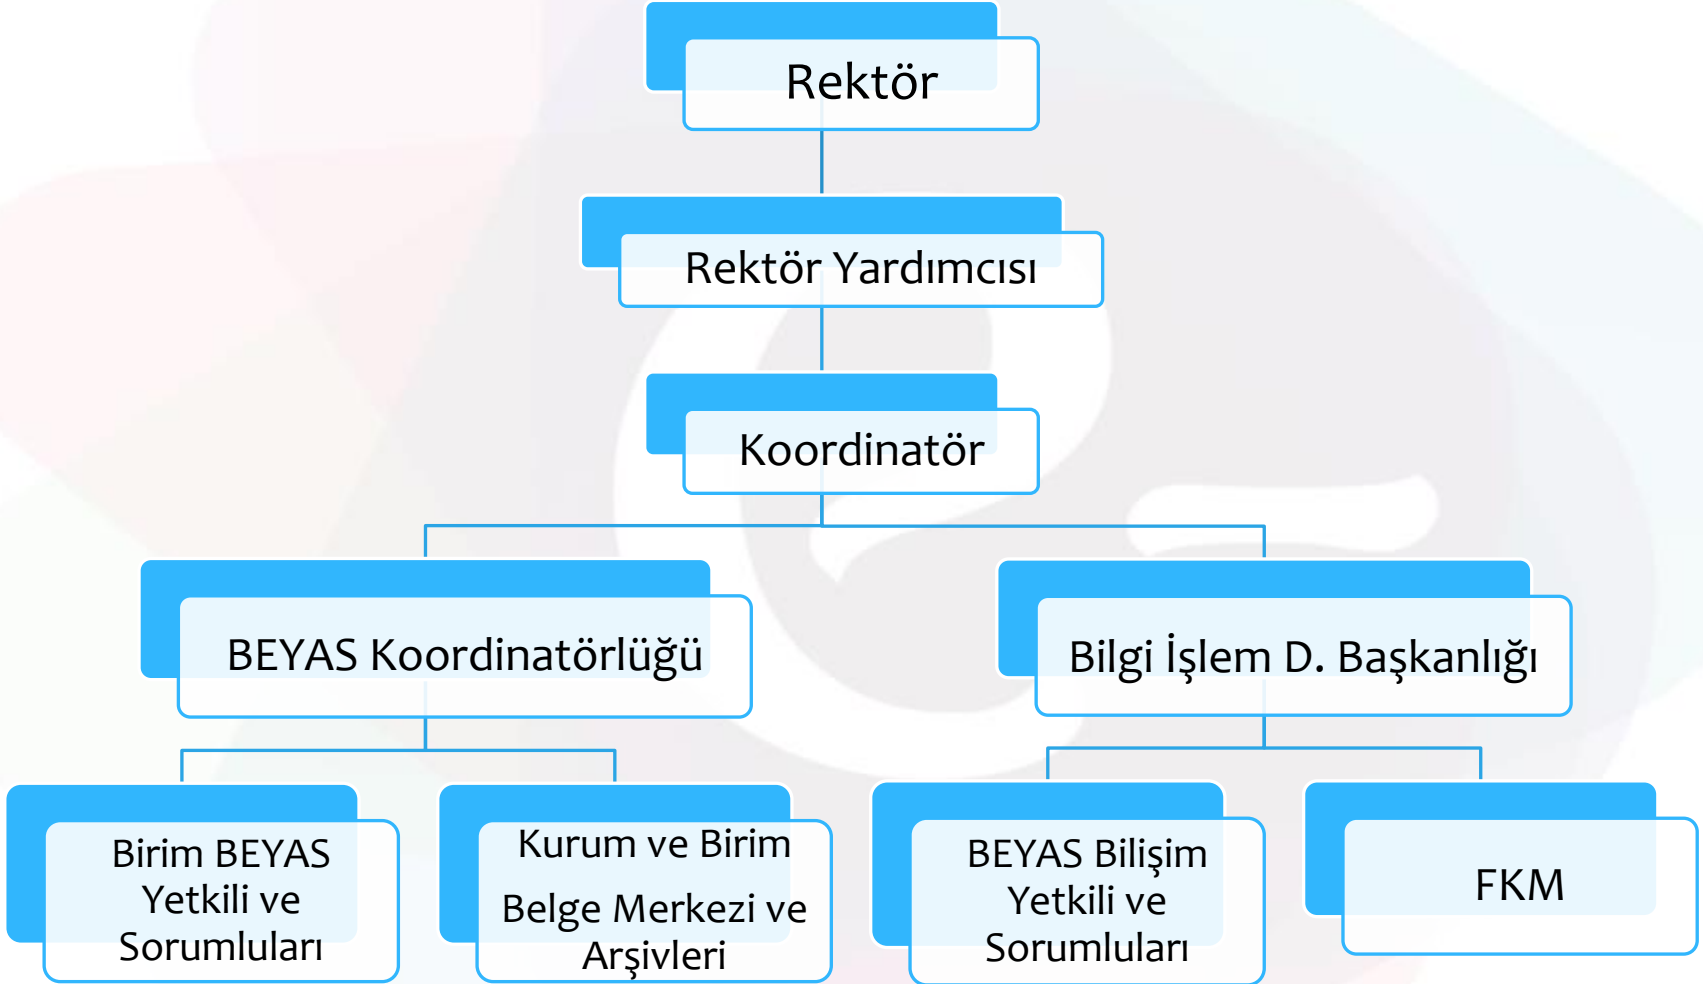 Rektör
Rektör Yardımcısı
Koordinatör
BEYAS Koordinatörlüğü
Bilgi İşlem D. Başkanlığı
Birim BEYAS
Yetkili ve
Sorumluları
Kurum ve Birim
Belge Merkezi ve
Arşivleri
BEYAS Bilişim
Yetkili ve
Sorumluları
FKM